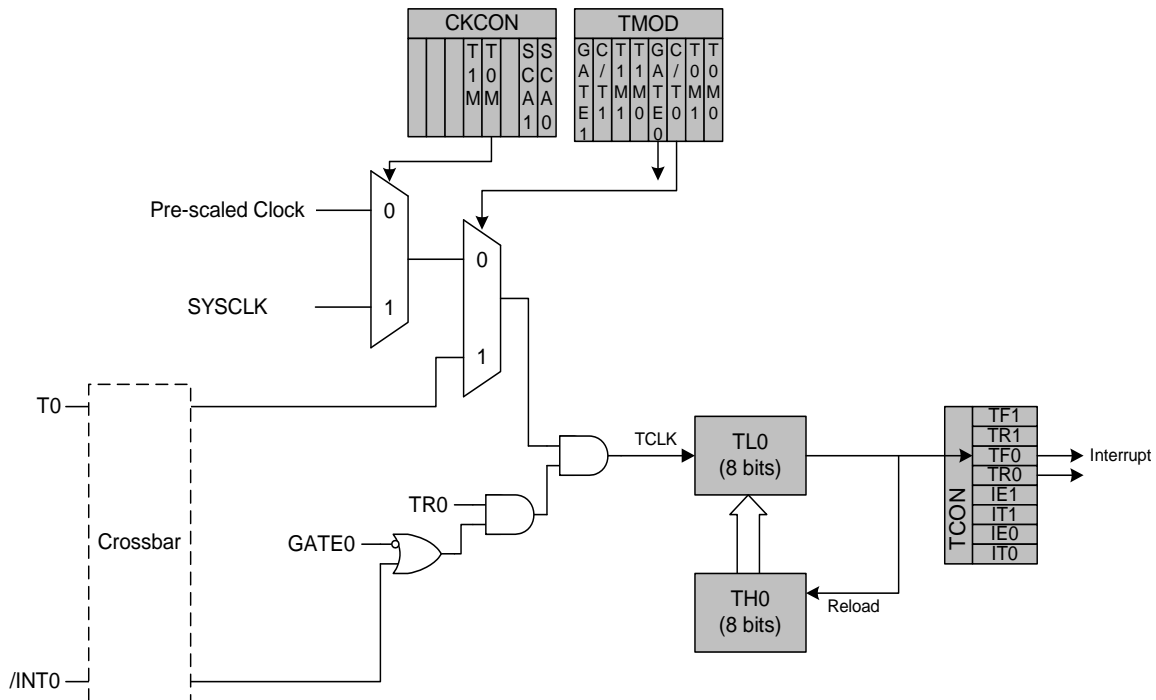 CKCON
T1M
T0M
SCA1
SCA0
TMOD
GATE1
C/T1
T1M1
T1M0
GATE0
C/T0
T0M1
T0M0
Pre-scaled Clock
0
SYSCLK
1
0
1
T0
Crossbar
/INT0
TR0
GATE0
TCLK
TL0
(8 bits)
TH0
(8 bits)
Reload
TCON
TF1
TR1
TF0
TR0
IE1
IT1
IE0
IT0
Interrupt